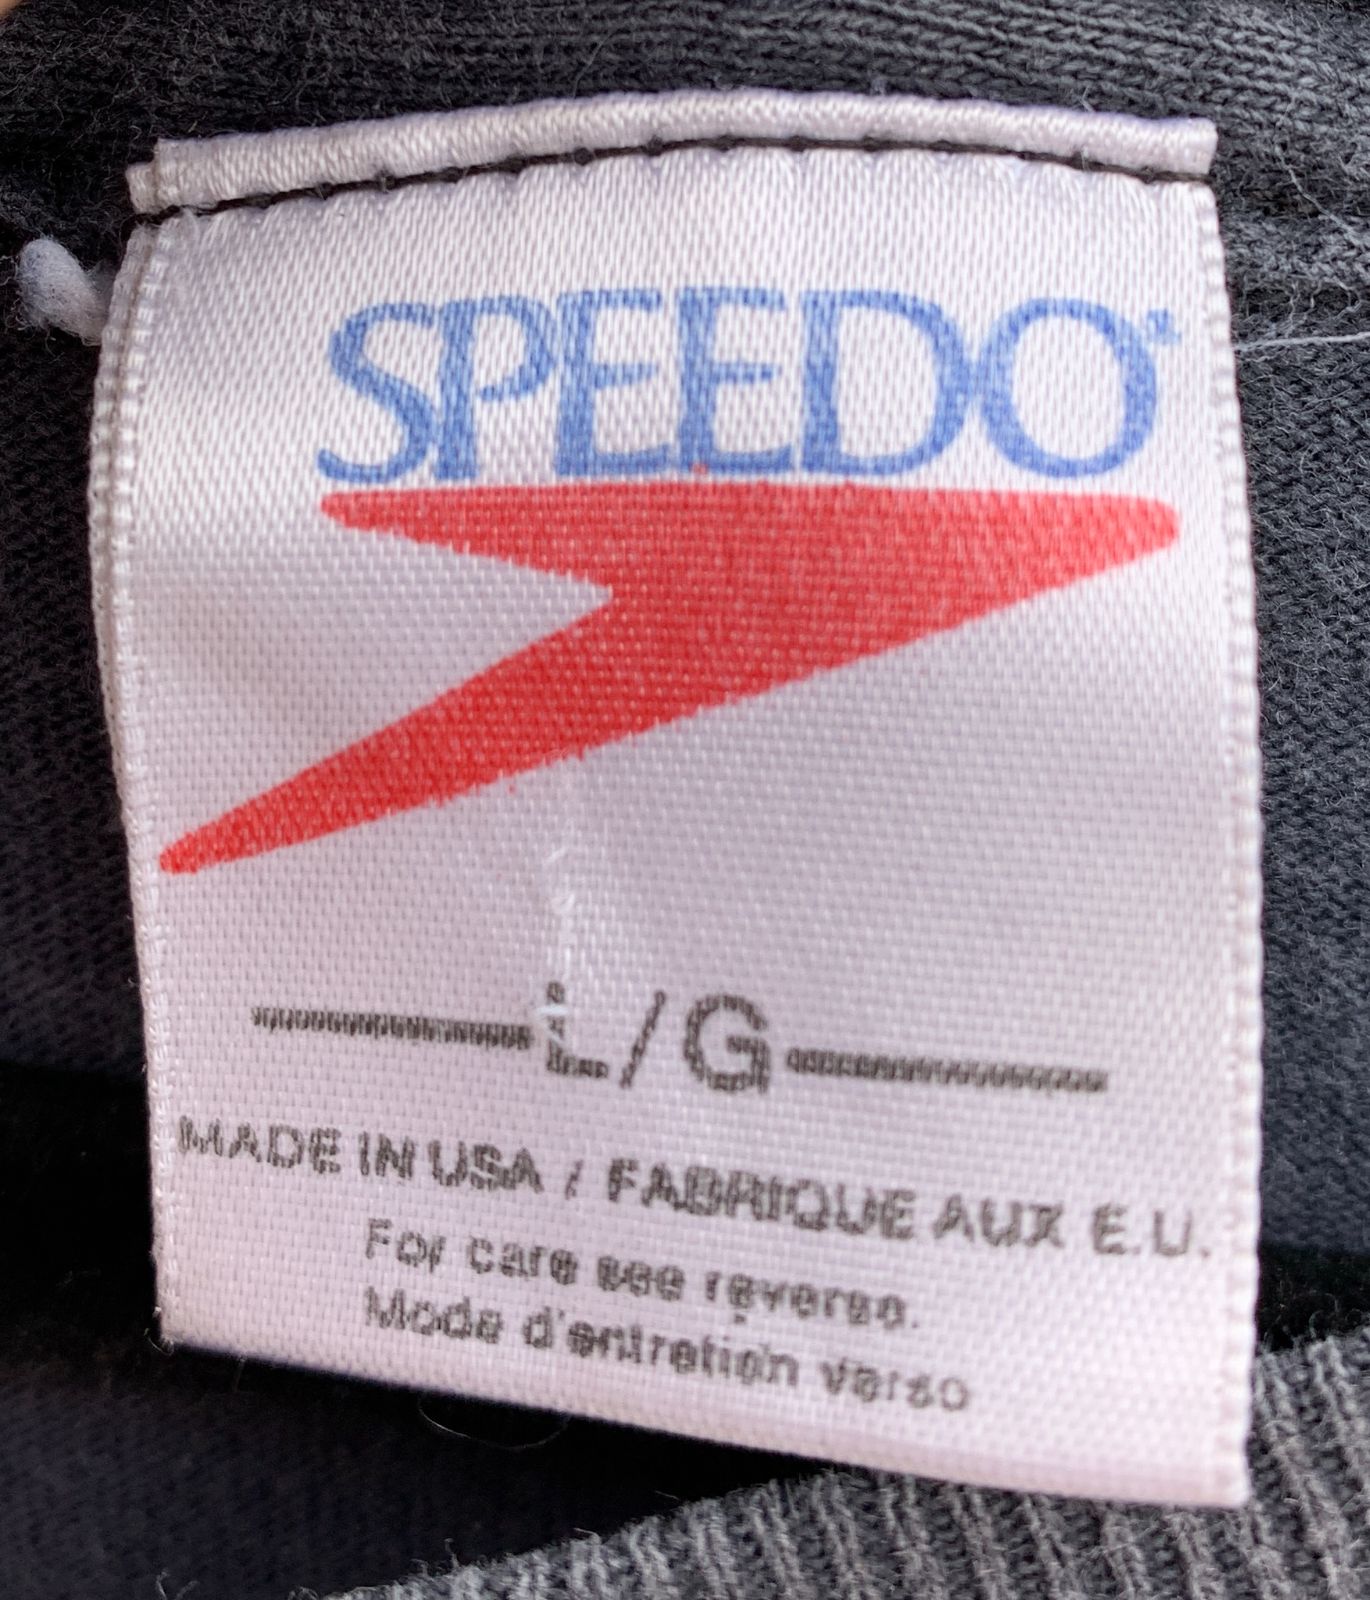 SPEEDO®
L/G
MADE IN USA / FABRIQUE AUX E.U.
For care see reverse.
Mode d'entretien verso